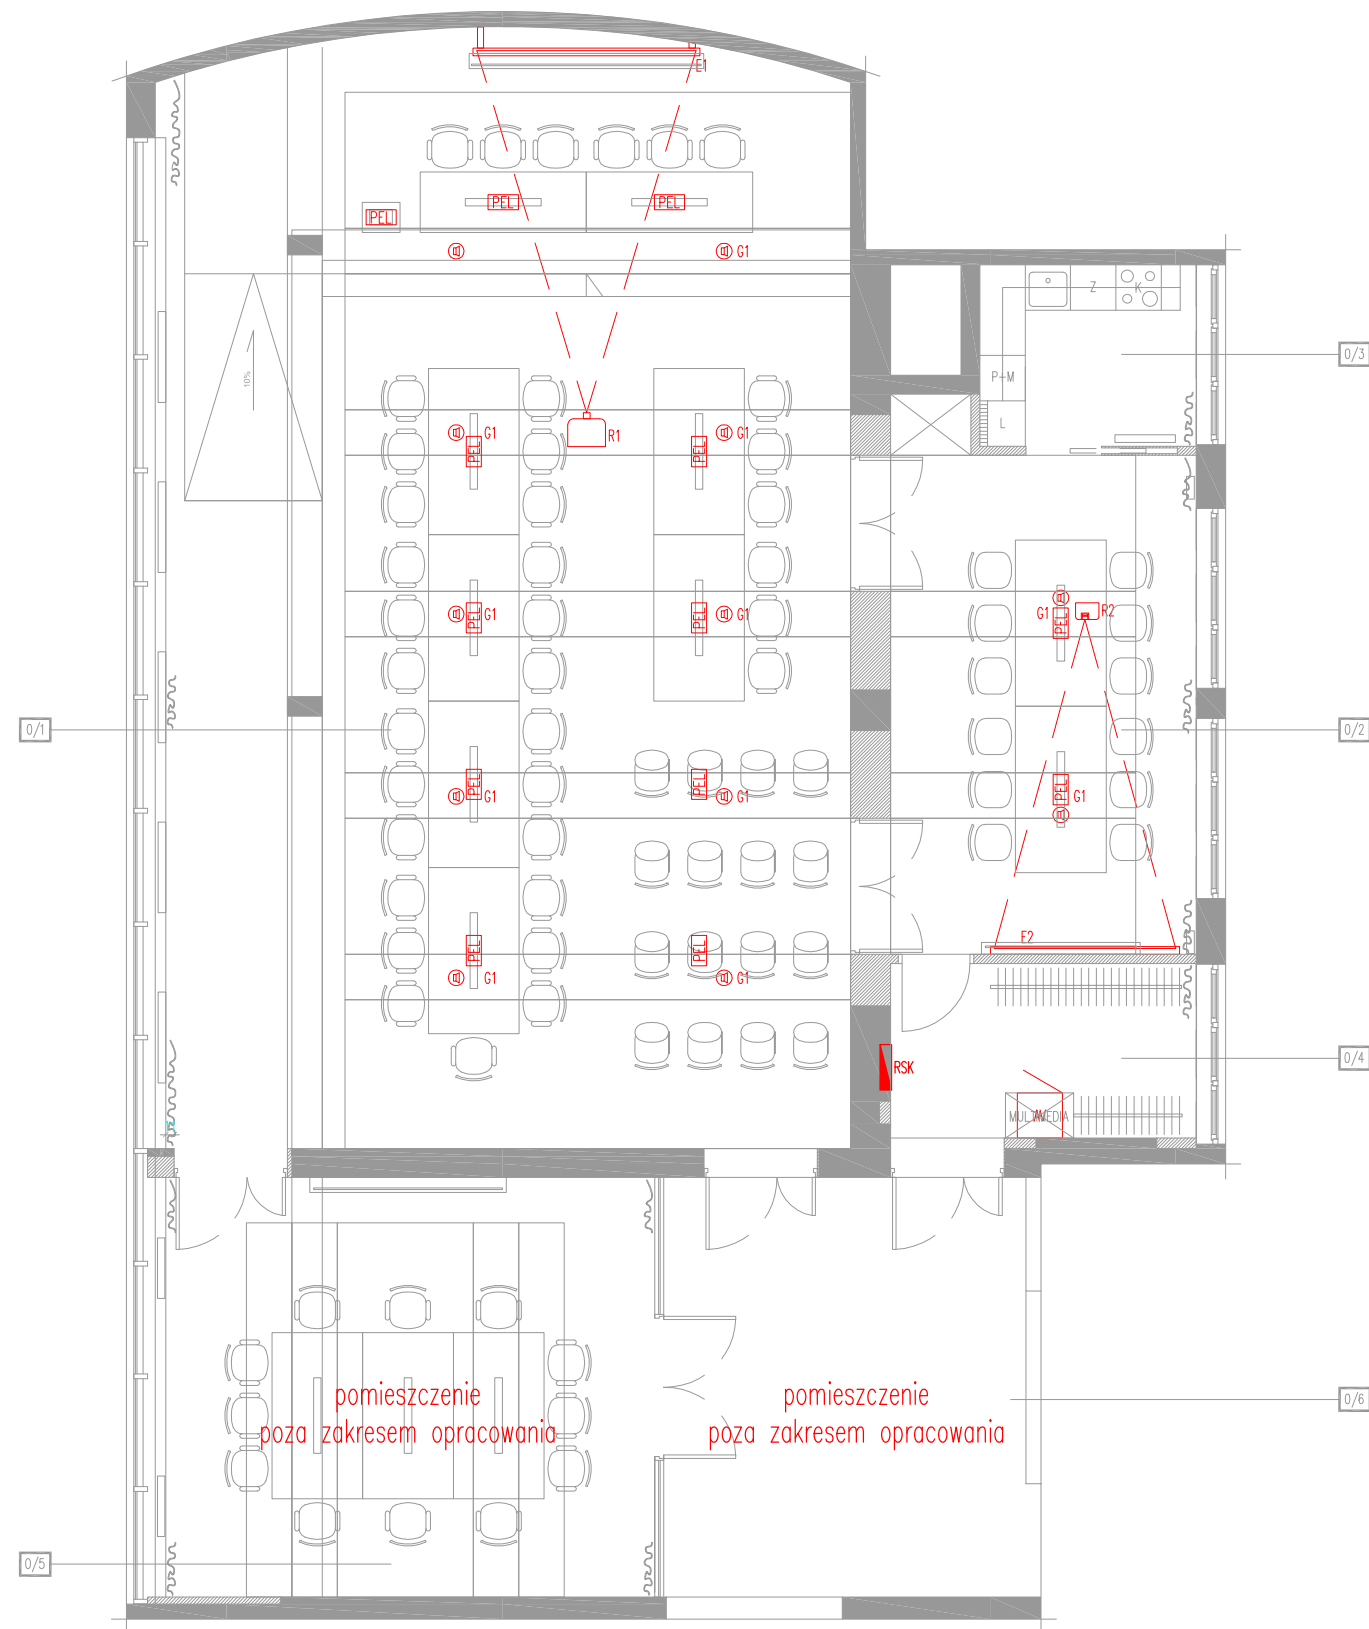 E1
PEL PEL
PEL
G1
Z K
0/3
10%
P-M
L
G1 G1
R1
PEL PEL
G1 G1
PEL PEL
G1 PEL R2
0/1
0/2
PEL PEL
G1 G1
PEL G1
E2
PEL PEL
G1 G1
RSK
0/4
MULTIMEDIA
AV
pomieszczenie
poza zakresem opracowania
pomieszczenie
poza zakresem opracowania
0/6
0/5